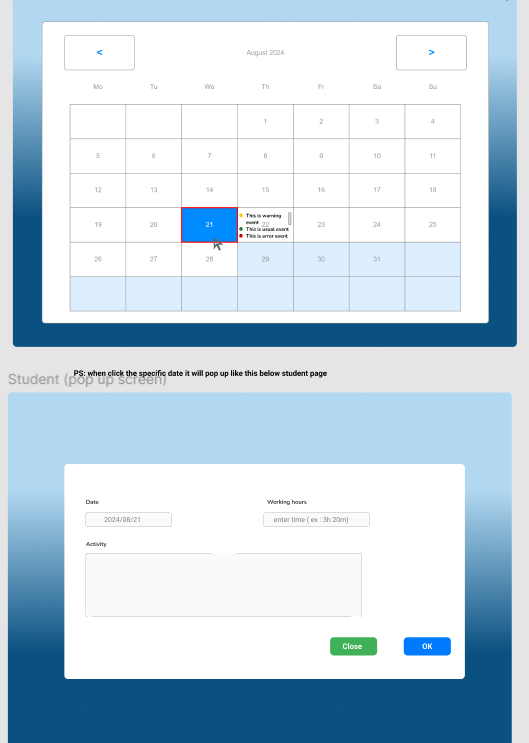 < August 2024 >
Mo Tu We Th Fr Sa Su
1 2 3 4
5 6 7 8 9 10 11
12 13 14 15 16 17 18
19 20 21 22 23 24 25
This is warning
event
This is usual event
This is error event
26 27 28 29 30 31
PS: when click the specific date it will pop up like this below student page
Student (pop up screen)
Date Working hours
2024/08/21 enter time ( ex : 3h 20m)
Activity
Close OK